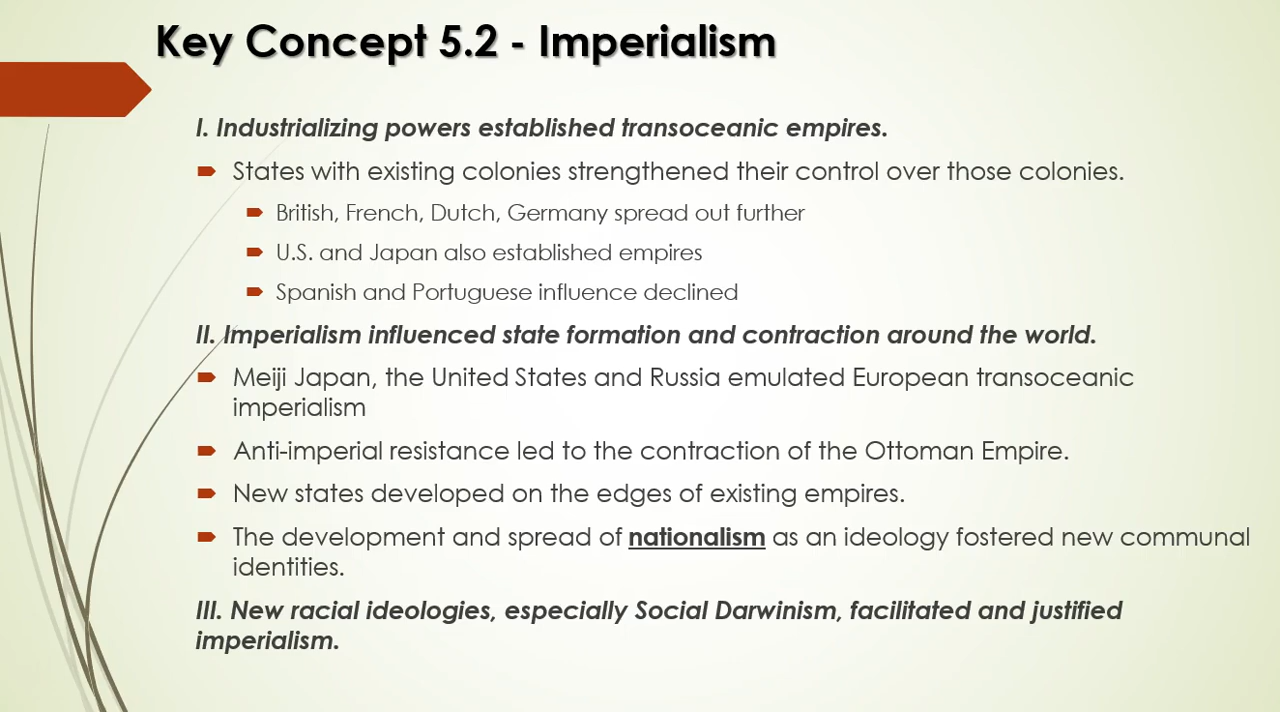 Key Concept 5.2 - Imperialism
I. Industrializing powers established transoceanic empires.
States with existing colonies strengthened their control over those colonies.
British, French, Dutch, Germany spread out further
U.S. and Japan also established empires
Spanish and Portuguese influence declined
II. Imperialism influenced state formation and contraction around the world.
Meiji Japan, the United States and Russia emulated European transoceanic
imperialism
Anti-imperial resistance led to the contraction of the Ottoman Empire.
New states developed on the edges of existing empires.
The development and spread of nationalism as an ideology fostered new communal
identities.
III. New racial ideologies, especially Social Darwinism, facilitated and justified
imperialism.